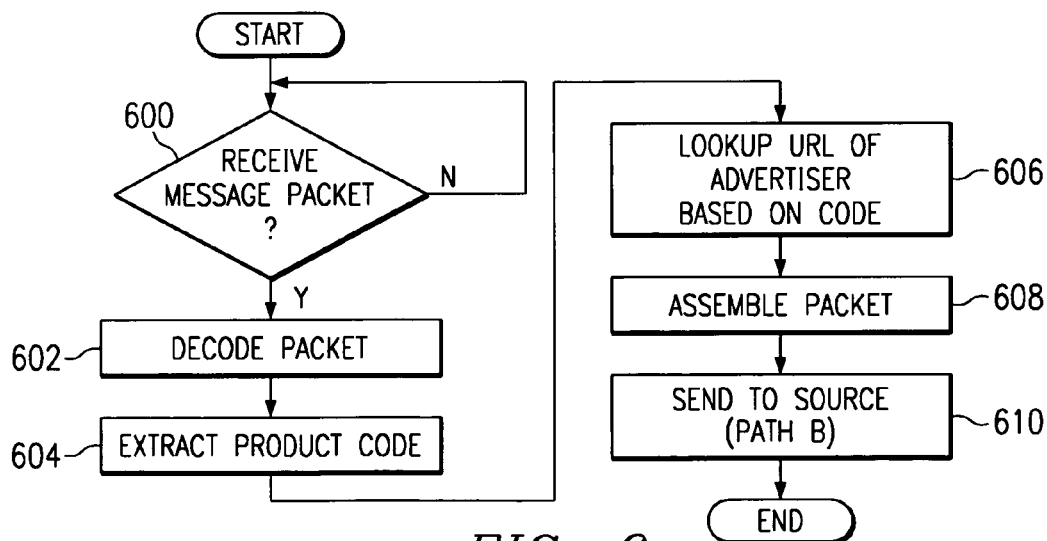 START
600
RECEIVE
MESSAGE PACKET
?
N
Y
602
DECODE PACKET
604
EXTRACT PRODUCT CODE
LOOKUP URL OF
ADVERTISER
BASED ON CODE
606
ASSEMBLE PACKET
608
SEND TO SOURCE
(PATH B)
610
END